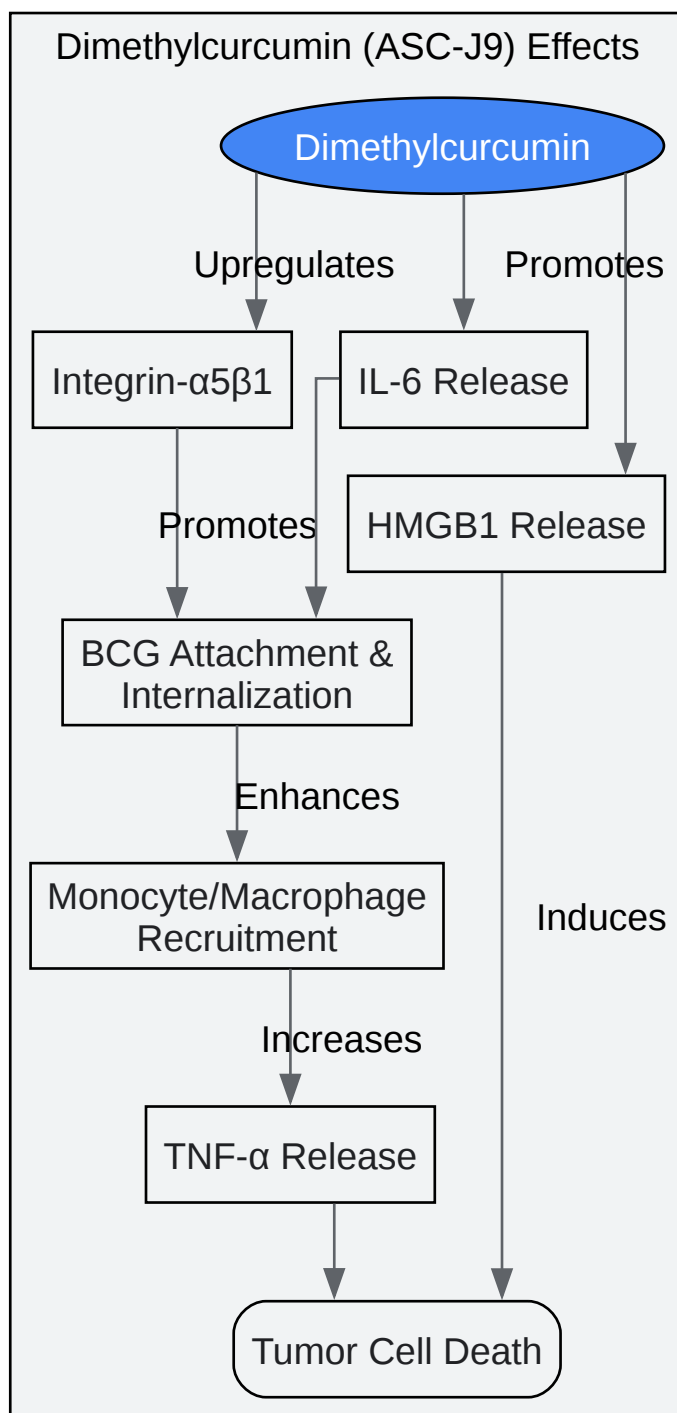 Dimethylcurcumin (ASC-J9) Effects
Dimethylcurcumin
Upregulates
Promotes
Integrin-α5β1
IL-6 Release
Promotes
HMGB1 Release
BCG Attachment &
Internalization
Enhances
Monocyte/Macrophage
Recruitment
Induces
Increases
TNF-α Release
Tumor Cell Death